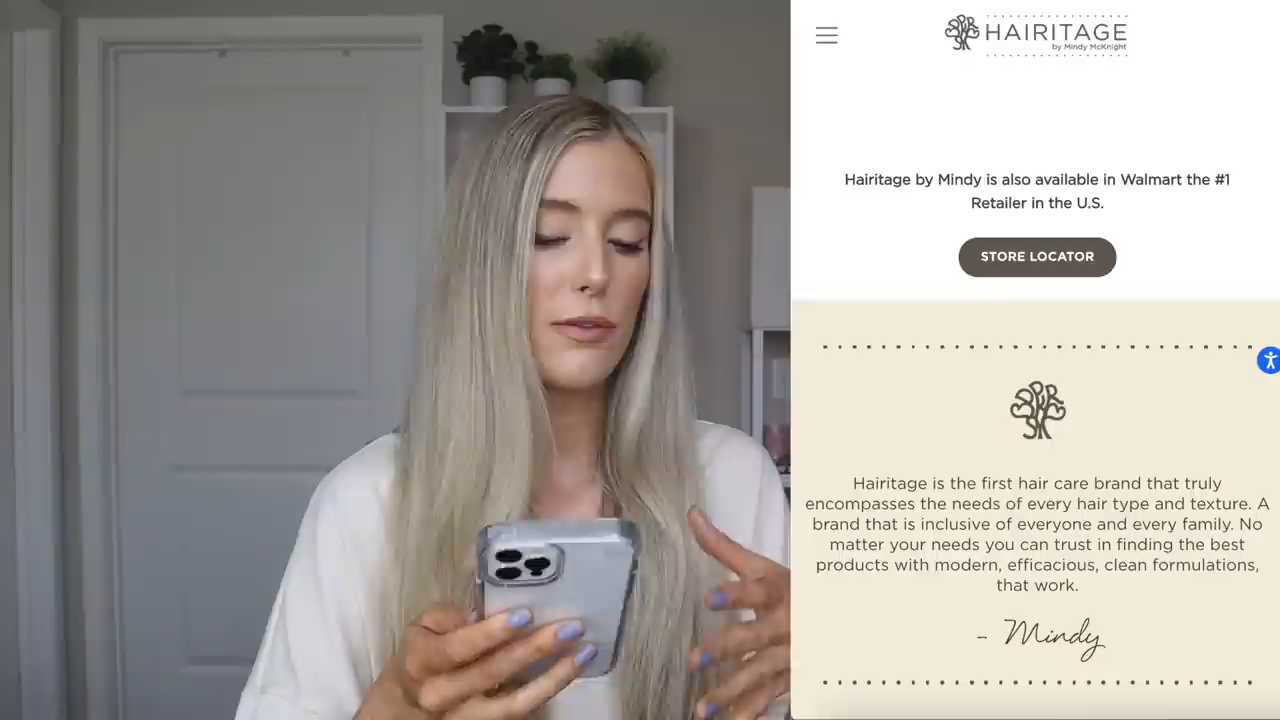 HAIRITAGE
by Mindy McKnight
Hairitage by Mindy is also available in Walmart the #1
Retailer in the U.S.
STORE LOCATOR
Hairitage is the first hair care brand that truly
encompasses the needs of every hair type and texture. A
brand that is inclusive of everyone and every family. No
matter your needs you can trust in finding the best
products with modern, efficacious, clean formulations,
that work.
- Mindy